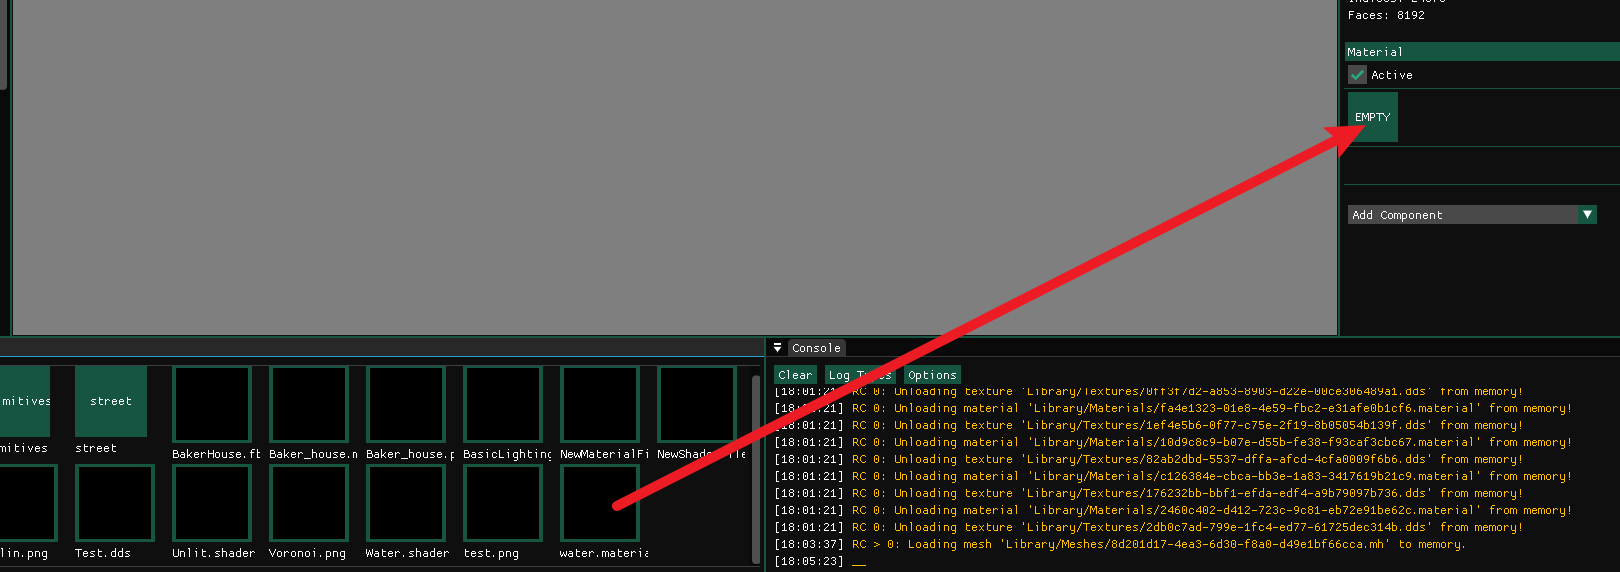 Faces: 8192
Material
Active
EMPTY
Add Component
Console
Clear Log Types Options
mitives
street
[18:01:21] RC 0: Unloading texture 'Library/Textures/0ff3f7d2-a853-8903-d22e-00ce306489a1.dds' from memory!
RC 0: Unloading material 'Library/Materials/fa4e1323-01e8-4e59-fbc2-e31afe0b1cf6.material' from memory!
[18:01:21] RC 0: Unloading texture 'Library/Textures/1ef4e5b6-0f77-c75e-2f19-8b05054b139f.dds' from memory!
[18:01:21] RC 0: Unloading material 'Library/Materials/10d9c8c9-b07e-d55b-fe38-f93caf3cbc67.material' from memory!
[18:01:21] RC 0: Unloading texture 'Library/Textures/82ab2dbd-5537-dffa-afcd-4cfa0009f6b6.dds' from memory!
[18:01:21] RC 0: Unloading material 'Library/Materials/c126384e-cbca-bb3e-1a83-3417619b21c9.material' from memory!
[18:01:21] RC 0: Unloading texture 'Library/Textures/176232bb-bbf1-efda-edf4-a9b79097b736.dds' from memory!
[18:01:21] RC 0: Unloading material 'Library/Materials/2460c402-d412-723c-9c81-eb72e91be62c.material' from memory!
[18:01:21] RC 0: Unloading texture 'Library/Textures/2db0c7ad-799e-1fc4-ed77-61725dec314b.dds' from memory!
[18:03:37] RC > 0: Loading mesh 'Library/Meshes/8d201d17-4ea3-6d30-f8a0-d49e1bf66cca.mh' to memory.
[18:05:23] __
mitives street BakerHouse.fb Baker_house.m Baker_house.p BasicLighting NewMaterialFi
lin.png Test.dds Unlit.shader Voronoi.png Water.shader test.png water.materia